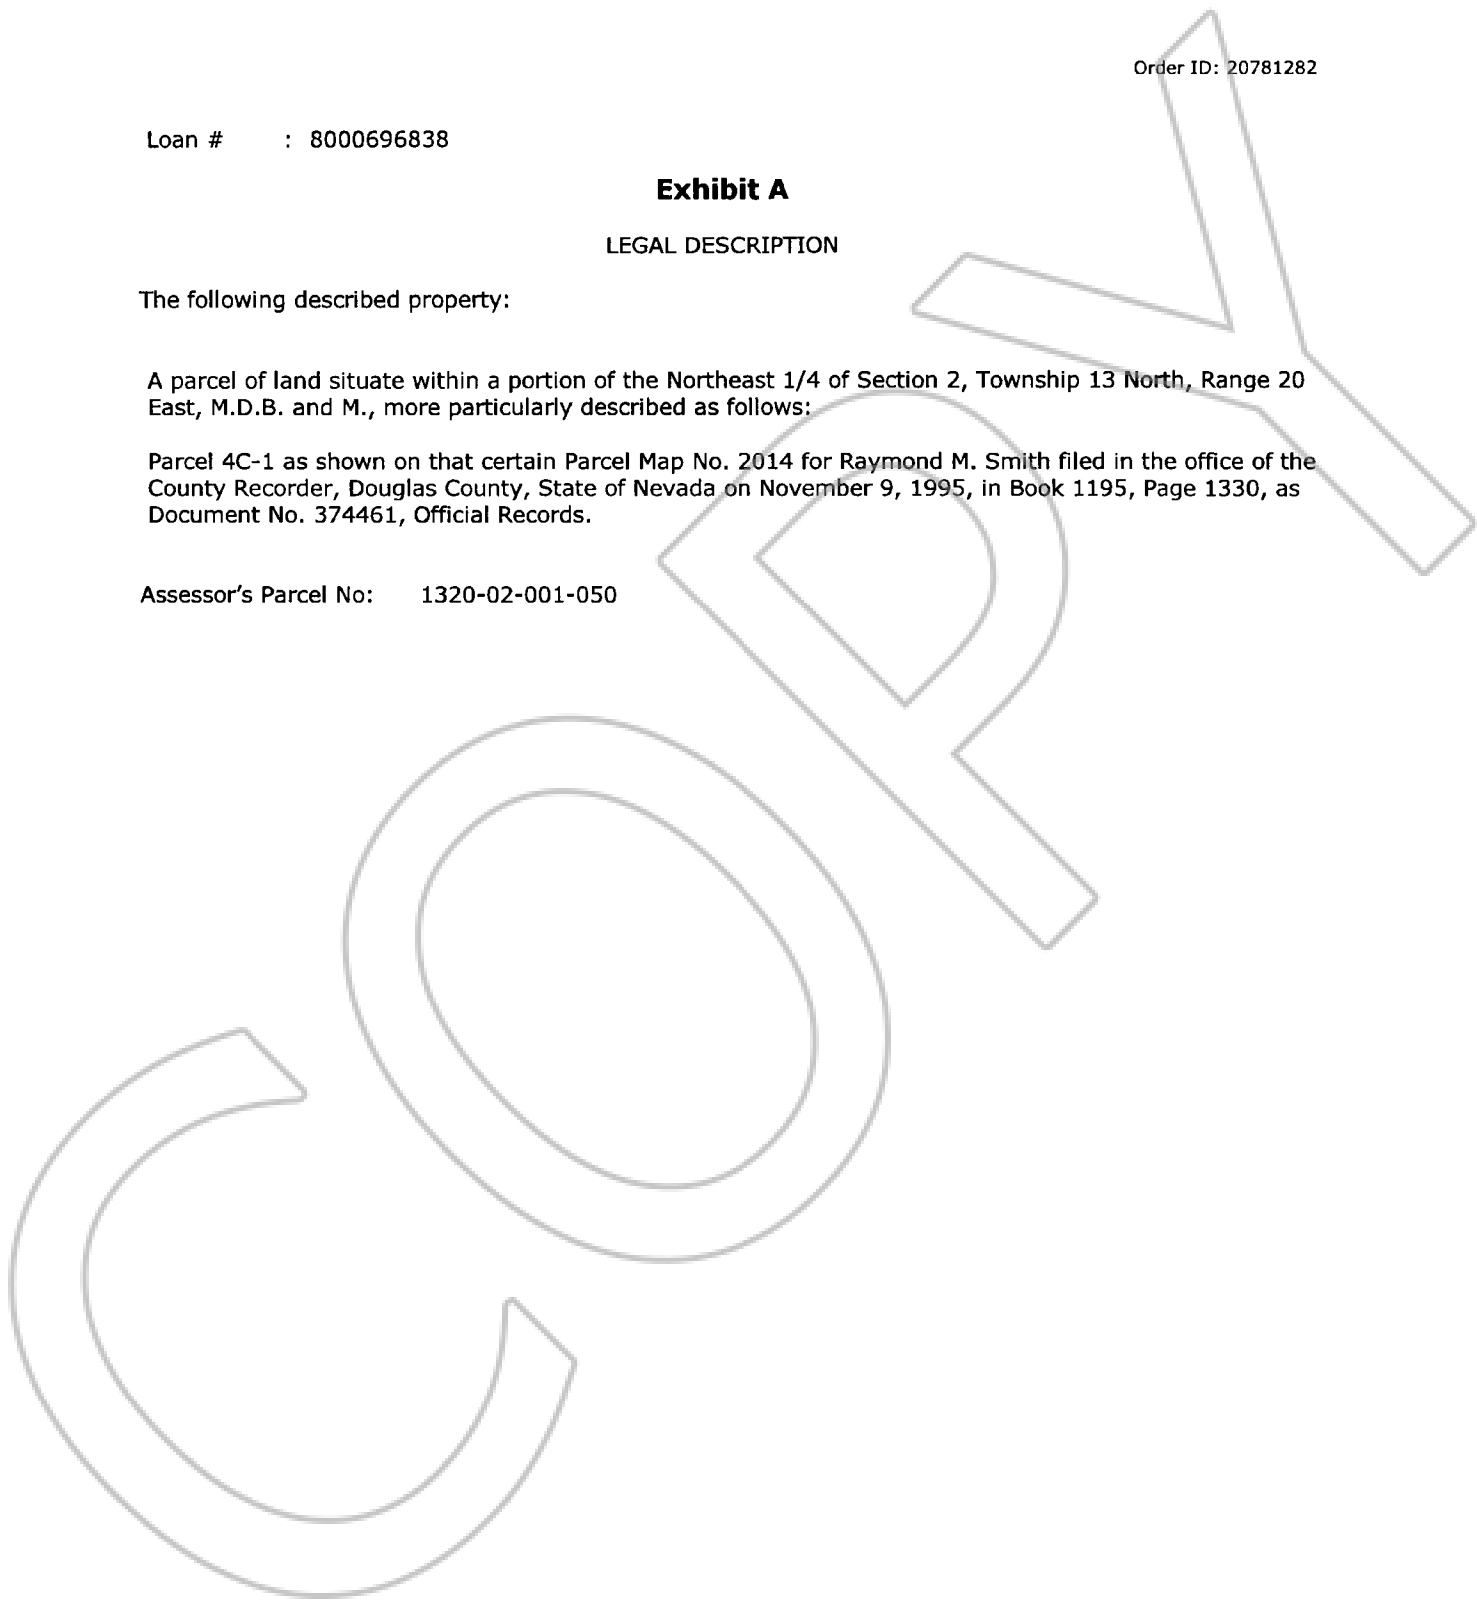 Order ID: 20781282
Loan # : 8000696838
Exhibit A
LEGAL DESCRIPTION
The following described property:
A parcel of land situate within a portion of the Northeast 1/4 of Section 2, Township 13 North, Range 20
East, M.D.B. and M., more particularly described as follows:
Parcel 4C-1 as shown on that certain Parcel Map No. 2014 for Raymond M. Smith filed in the office of the
County Recorder, Douglas County, State of Nevada on November 9, 1995, in Book 1195, Page 1330, as
Document No. 374461, Official Records.
Assessor's Parcel No: 1320-02-001-050
COPY